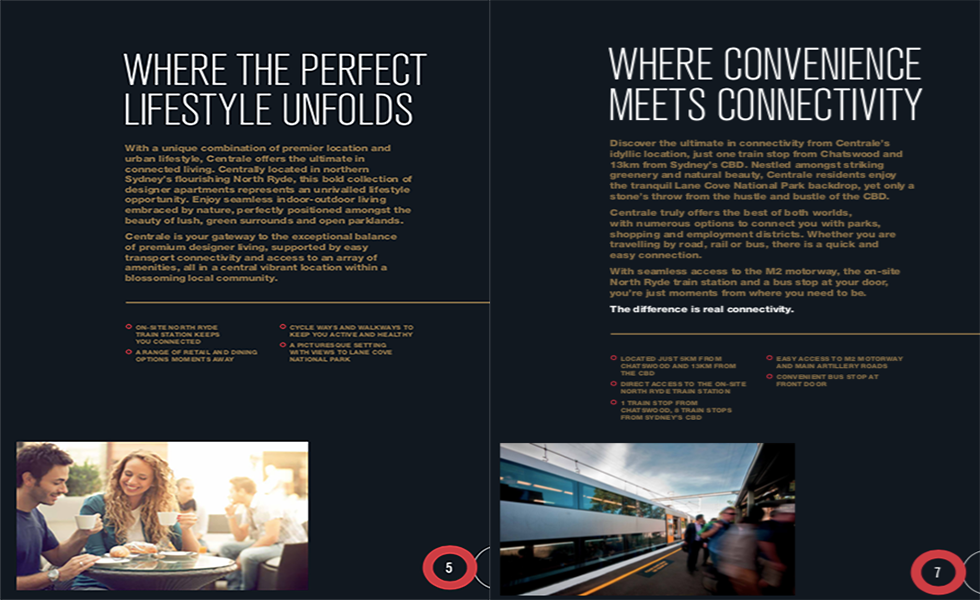 WHERE THE PERFECT
LIFESTYLE UNFOLDS
With a unique combination of premier location and
urban lifestyle, Centrale offers the ultimate in
connected living. Centrally located in northern
Sydney's flourishing North Ryde, this bold collection of
designer apartments represents an unrivalled lifestyle
opportunity. Enjoy seamless indoor-outdoor living
embraced by nature, perfectly positioned amongst the
beauty of lush, green surrounds and open parklands.
Centrale is your gateway to the exceptional balance
of premium designer living, supported by easy
transport connectivity and access to an array of
amenities, all in a central vibrant location within a
blossoming local community.
ON-SITE NORTH RYDE
TRAIN STATION KEEPS
YOU CONNECTED
A RANGE OF RETAIL AND DINING
OPTIONS MOMENTS AWAY
CYCLE WAYS AND WALKWAYS TO
KEEP YOU ACTIVE AND HEALTHY
A PICTURESQUE SETTING
WITH VIEWS TO LANE COVE
NATIONAL PARK
5
WHERE CONVENIENCE
MEETS CONNECTIVITY
Discover the ultimate in connectivity from Centrale's
idyllic location, just one train stop from Chatswood and
13km from Sydney's CBD. Nestled amongst striking
greenery and natural beauty, Centrale residents enjoy
the tranquil Lane Cove National Park backdrop, yet only a
stone's throw from the hustle and bustle of the CBD.
Centrale truly offers the best of both worlds,
with numerous options to connect you with parks,
shopping and employment districts. Whether you are
travelling by road, rail or bus, there is a quick and
easy connection.
With seamless access to the M2 motorway, the on-site
North Ryde train station and a bus stop at your door,
you're just moments from where you need to be.
The difference is real connectivity.
LOCATED JUST 5KM FROM
CHATSWOOD AND 13KM FROM
THE CBD
DIRECT ACCESS TO THE ON-SITE
NORTH RYDE TRAIN STATION
1 TRAIN STOP FROM
CHATSWOOD, 8 TRAIN STOPS
FROM SYDNEY'S CBD
EASY ACCESS TO M2 MOTORWAY
AND MAIN ARTILLERY ROADS
CONVENIENT BUS STOP AT
FRONT DOOR
7